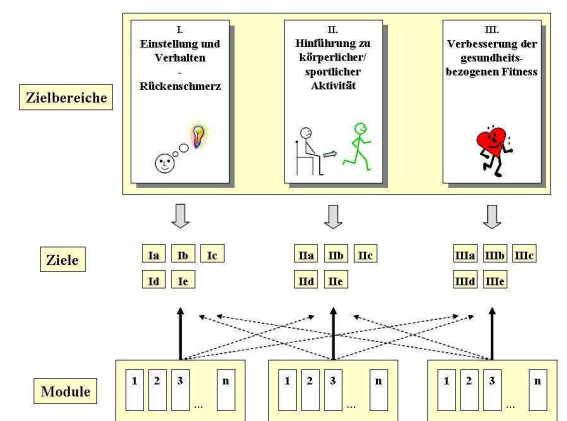 Zielbereiche
I.
Einstellung und
Verhalten
-
Rückenschmerz
II.
Hinführung zu
körperlicher/
sportlicher
Aktivität
III.
Verbesserung der
gesundheits-
bezogenen Fitness
Ziele
Ia Ib Ic
Id Ie
IIa IIb IIc
IId IIe
IIIa IIIb IIIc
IIId IIIe
Module
1 2 3 ... n
1 2 3 ... n
1 2 3 ... n